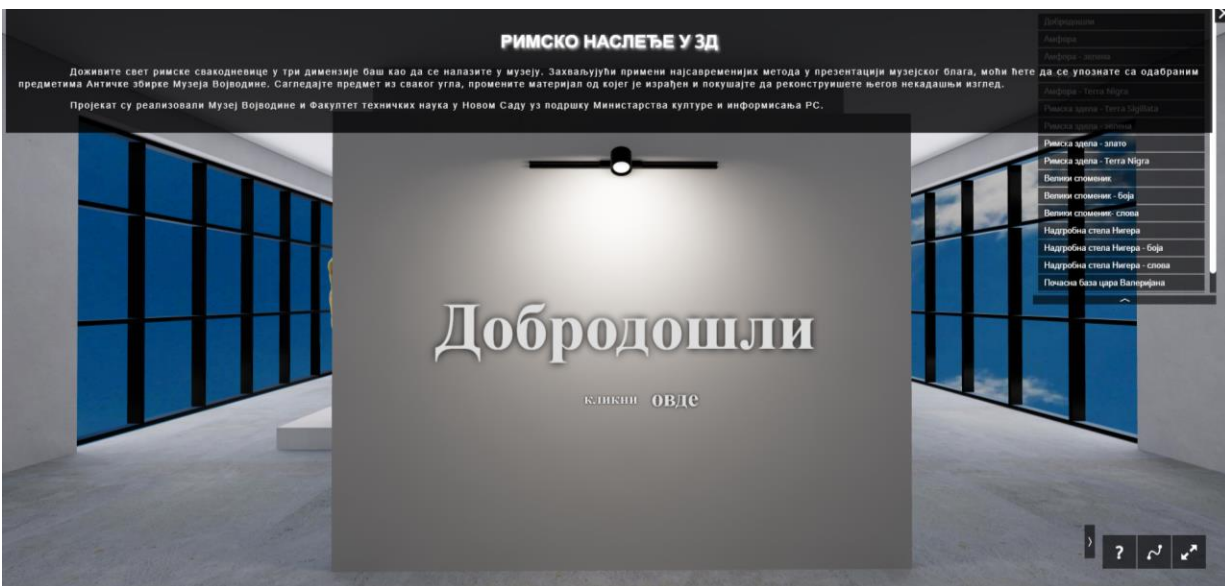 РИМСКО НАСЛЕЂЕ У 3Д
Доживите свет римске свакодневице у три димензије баш као да се налазите у музеју. Захваљујући примени најсавременијих метода у презентацији музејског блага, моћи ћете да се упознате са одабраним
предметима Античке збирке Музеја Војводине. Сагледајте предмет из сваког угла, промените материјал од којег је израђен и покушајте да реконструишете његов некадашњи изглед.
Пројекат су реализовали Музеј Војводине и Факултет техничких наука у Новом Саду уз подршку Министарства културе и информисања РС.
Добродошли
Амфора
Амфора - зелена
Амфора - Terra Nigra
Римска здела - Terra Sigillata
Римска здела - зелена
Римска здела - злато
Римска здела - Terra Nigra
Велики споменик
Велики споменик - боја
Велики споменик- слова
Надгробна стела Нигера
Надгробна стела Нигера - боја
Надгробна стела Нигера - слова
Почасна база цара Валеријана
Добродошли
кликни овде
?